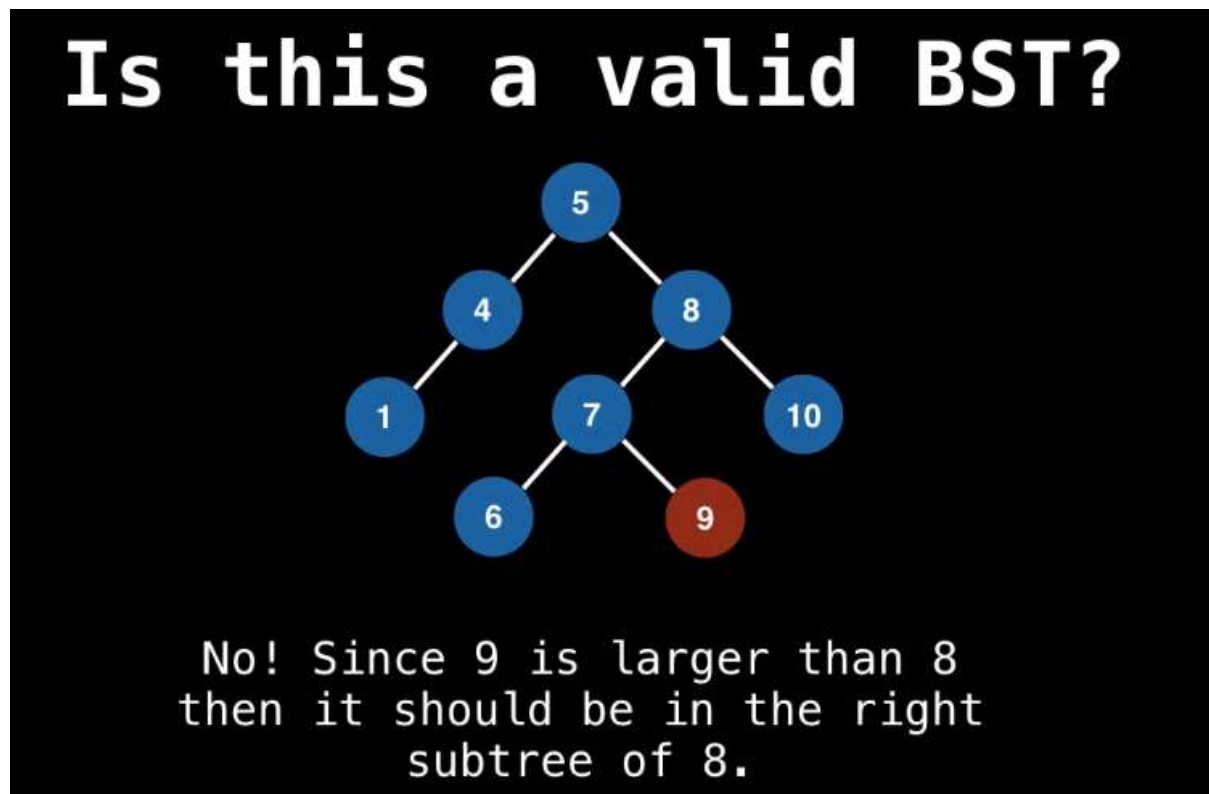 Is this a valid BST?
5
4 8
1 7 10
6 9
No! Since 9 is larger than 8
then it should be in the right
subtree of 8.